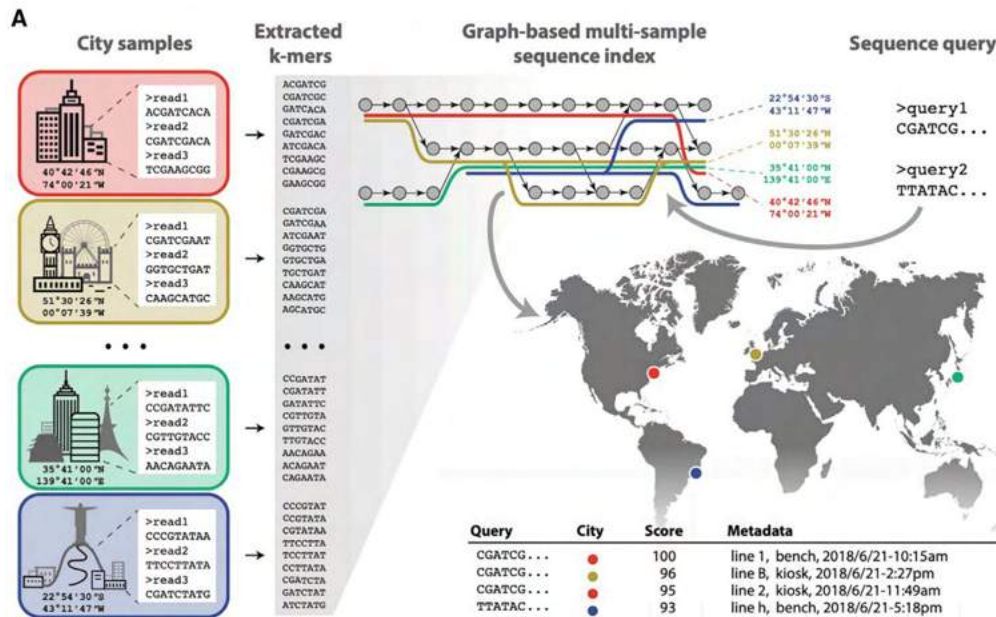 A
City samples
Extracted
k-mers
Graph-based multi-sample
sequence index
Sequence query
>read1
ACGATCACA
>read2
CGATCGACA
>read3
TCGAAGCGG
40°42'46"N
74°00'21"W
>read1
CGATCGAAT
>read2
GGTGCTGAT
>read3
CAAGCATGC
51°30'26"N
00°07'39"W
• • •
>read1
CCGATATTC
>read2
CGTTGTACC
>read3
AACAGAATA
35°41'00"N
139°41'00"E
>read1
CCCGTATAA
>read2
TTCCTTATA
>read3
CGATCTATG
22°54'30"S
43°11'47"W
ACGATCG
CGATCGC
GATCACA
CGATCGA
GATCGAC
ATCGACA
TCGAAGC
CGAAGCG
GAAGCGG
CGATCGA
GATCGAA
ATCGAAT
GGTGCTG
GTGCTGA
TGCTGAT
CAAGCAT
AAGCATG
AGCATGC
• • •
CCGATAT
CGATATT
GATATTC
CGTTGTA
GTTGTAC
TTGTACC
AACAGAA
ACAGAAT
CAGAATA
CCCGTAT
CCGTATA
CGTATAA
TTCCTTA
TCCTTAT
CCTTATA
CGATCTA
GATCTAT
ATCTATG
22°54'30"S
43°11'47"W
51°30'26"N
00°07'39"W
35°41'00"N
139°41'00"E
40°42'46"N
74°00'21"W
>query1
CGATCG...
>query2
TTATAC...
Query City Score Metadata
CGATCG... 100 line 1, bench, 2018/6/21-10:15am
CGATCG... 96 line B, kiosk, 2018/6/21-2:27pm
CGATCG... 95 line 2, kiosk, 2018/6/21-11:49am
TTATAC... 93 line h, bench, 2018/6/21-5:18pm